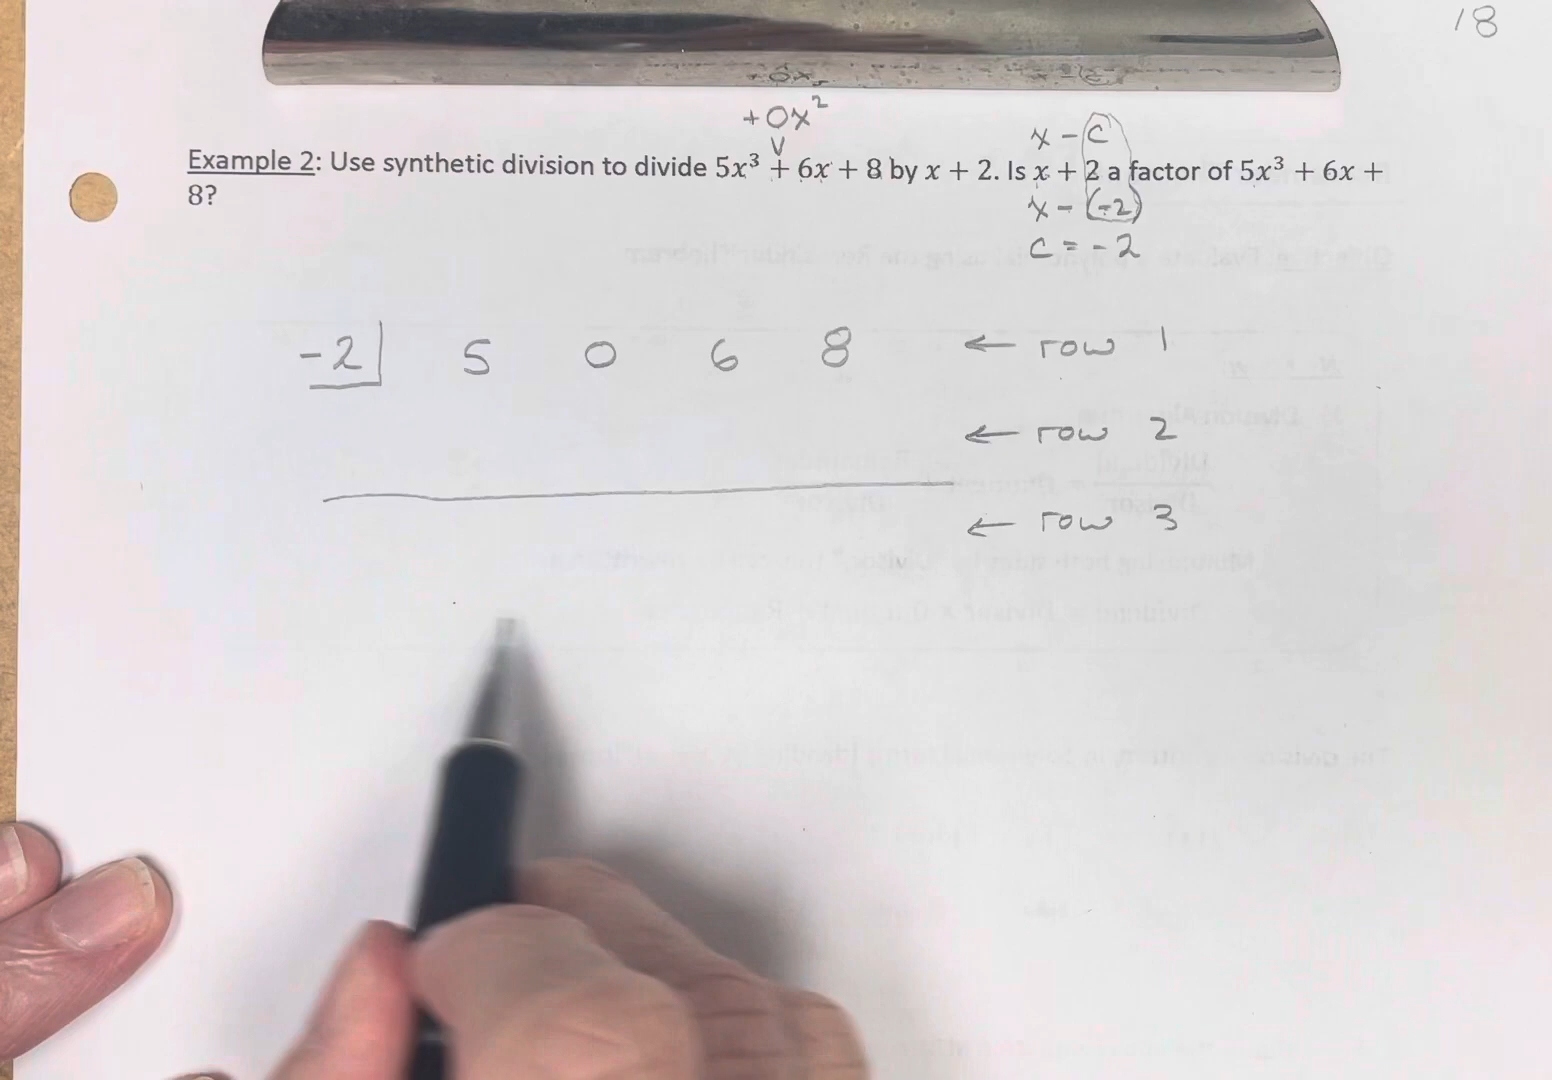 18
+0x²
x - c
Example 2: Use synthetic division to divide 5x³ + 6x + 8 by x + 2. Is x + 2 a factor of 5x³ + 6x +
8?
x - (-2)
c = -2
-2 5 0 6 8 ← row 1
← row 2
← row 3